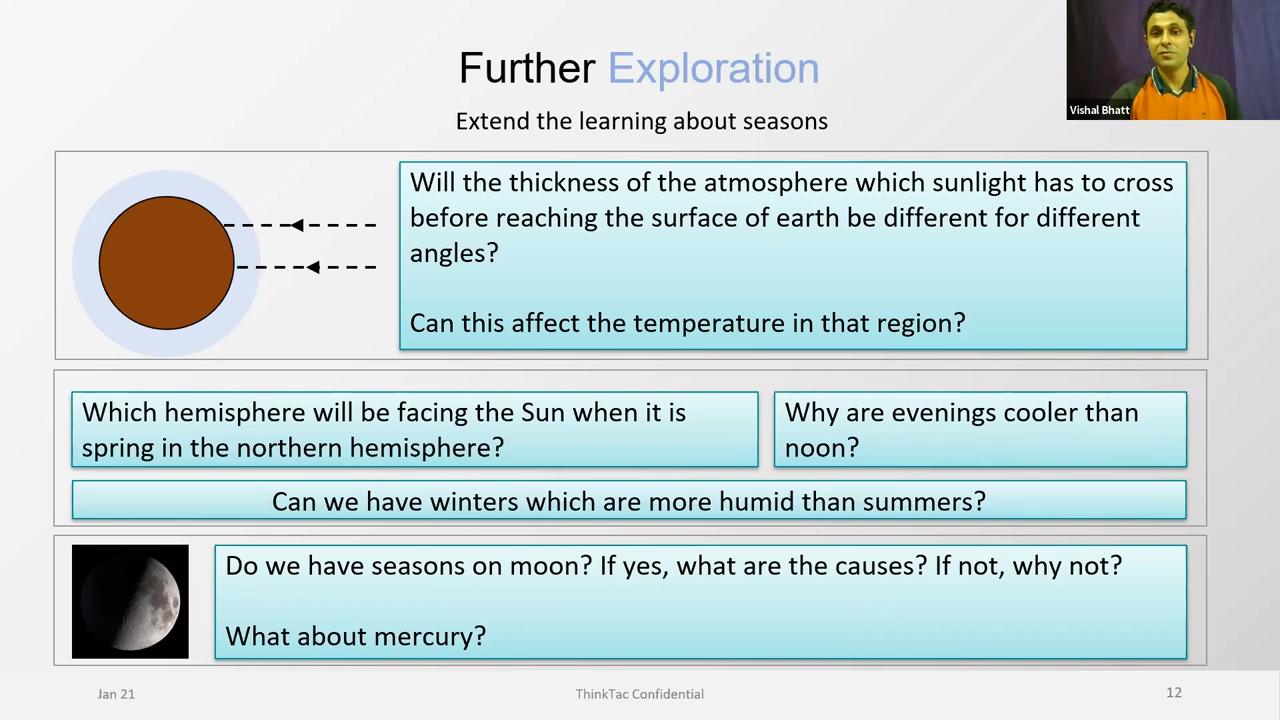 Further Exploration
Vishal Bhatt
Extend the learning about seasons
Will the thickness of the atmosphere which sunlight has to cross
before reaching the surface of earth be different for different
angles?
Can this affect the temperature in that region?
Which hemisphere will be facing the Sun when it is
spring in the northern hemisphere?
Why are evenings cooler than
noon?
Can we have winters which are more humid than summers?
Do we have seasons on moon? If yes, what are the causes? If not, why not?
What about mercury?
Jan 21
ThinkTac Confidential
12